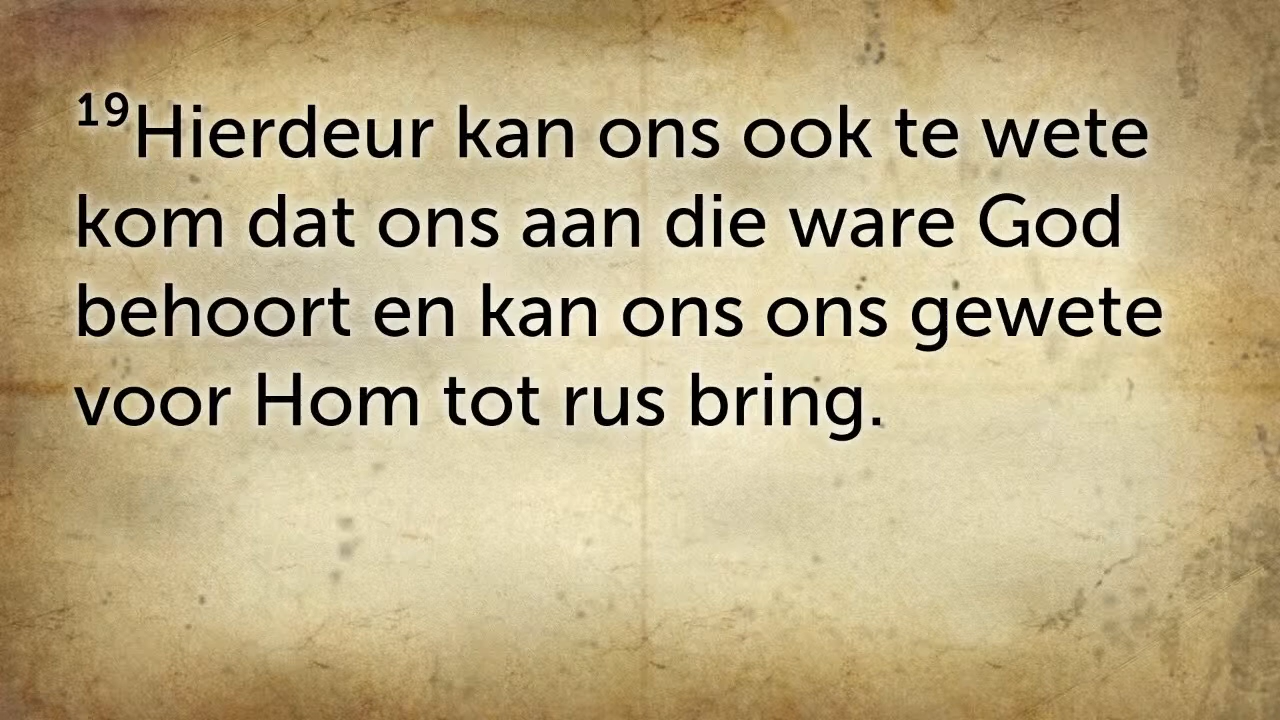 ¹⁹Hierdeur kan ons ook te wete
kom dat ons aan die ware God
behoort en kan ons ons gewete
voor Hom tot rus bring.